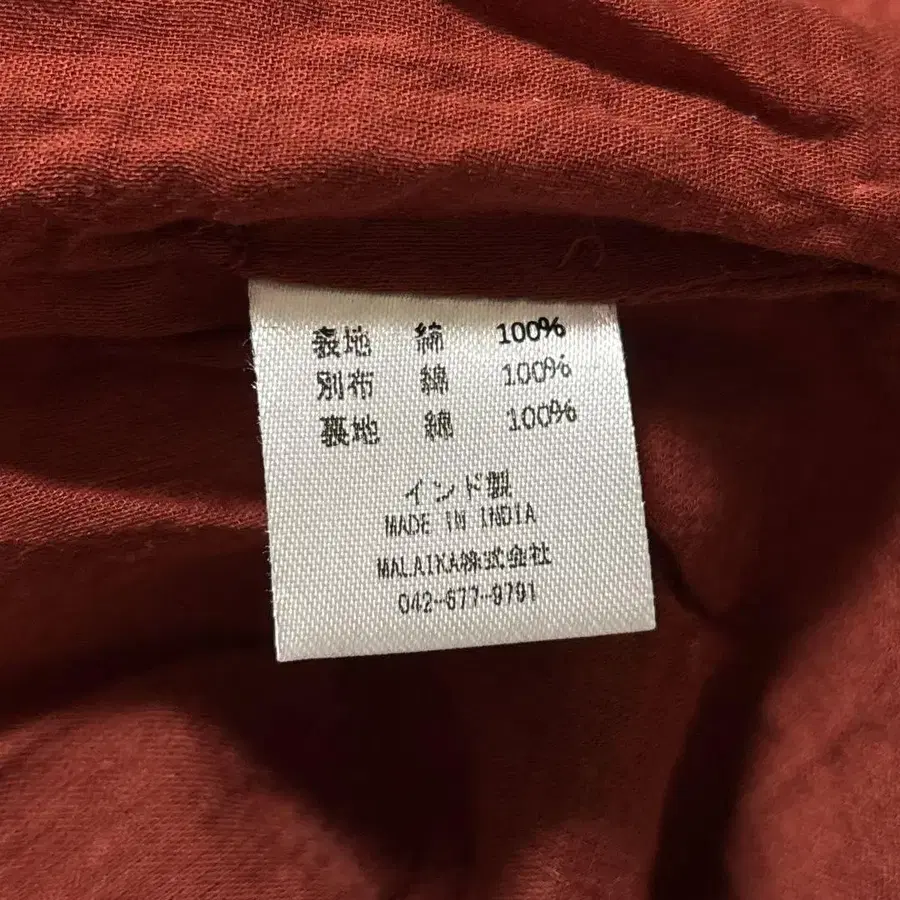 表地 綿 100%
別布 綿 100%
裏地 綿 100%
インド製
MADE IN INDIA
MALAIKA株式会社
042-677-9791